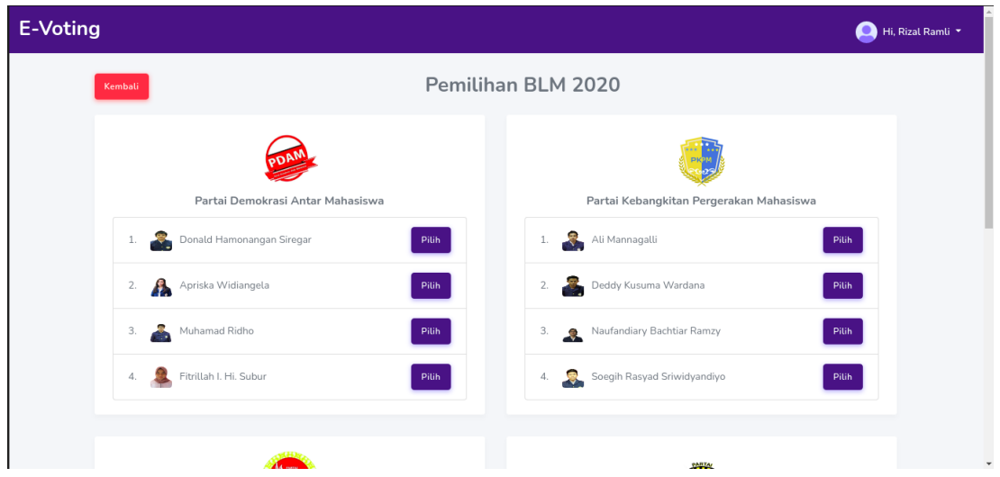 E-Voting
Hi, Rizal Ramli
Kembali
Pemilihan BLM 2020
PDAM
Partai Demokrasi Antar Mahasiswa
1. Donald Hamonangan Siregar Pilih
2. Apriska Widiangela Pilih
3. Muhamad Ridho Pilih
4. Fitrillah I. Hi. Subur Pilih
PKPM
Partai Kebangkitan Pergerakan Mahasiswa
1. Ali Mannagalli Pilih
2. Deddy Kusuma Wardana Pilih
3. Naufandiary Bachtiar Ramzy Pilih
4. Soegih Rasyad Sriwidyandiyo Pilih
PARTAI